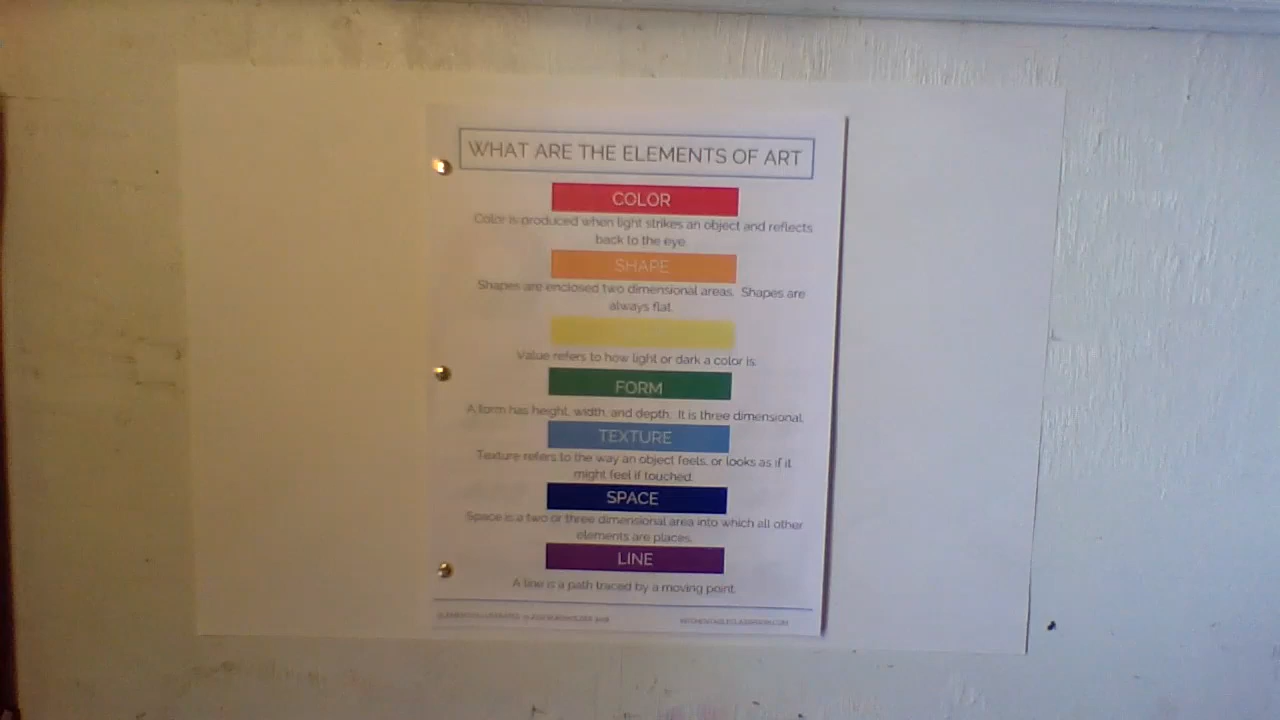 WHAT ARE THE ELEMENTS OF ART
COLOR
Color is produced when light strikes an object and reflects
back to the eye.
SHAPE
Shapes are enclosed two dimensional areas. Shapes are
always flat.
Value refers to how light or dark a color is.
FORM
A form has height, width, and depth. It is three dimensional.
TEXTURE
Texture refers to the way an object feels, or looks as if it
might feel if touched.
SPACE
Space is a two or three dimensional area into which all other
elements are places.
LINE
A line is a path traced by a moving point.
KITCHENTABLECLASSROOM.COM